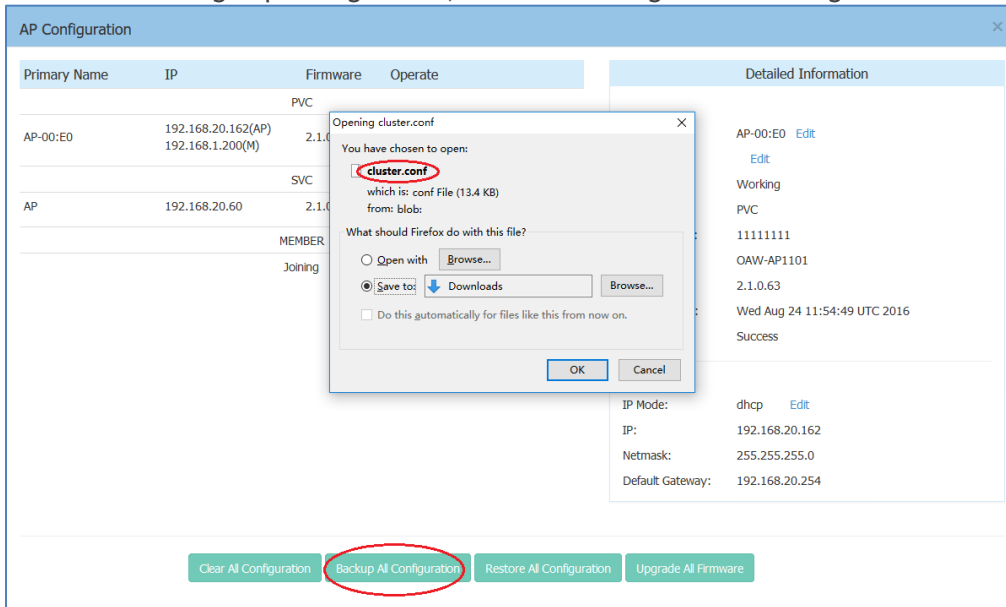 AP Configuration
Primary Name IP Firmware Operate
PVC
AP-00:E0 192.168.20.162(AP) 2.1.0
192.168.1.200(M)
SVC
AP 192.168.20.60 2.1.0
MEMBER
Joining
Opening cluster.conf
You have chosen to open:
cluster.conf
which is: conf File (13.4 KB)
from: blob:
What should Firefox do with this file?
Open with Browse...
Save to: Downloads Browse...
Do this automatically for files like this from now on.
OK Cancel
Detailed Information
AP-00:E0 Edit
Edit
Working
PVC
: 11111111
OAW-AP1101
2.1.0.63
: Wed Aug 24 11:54:49 UTC 2016
Success
IP Mode: dhcp Edit
IP: 192.168.20.162
Netmask: 255.255.255.0
Default Gateway: 192.168.20.254
Clear All Configuration Backup All Configuration Restore All Configuration Upgrade All Firmware